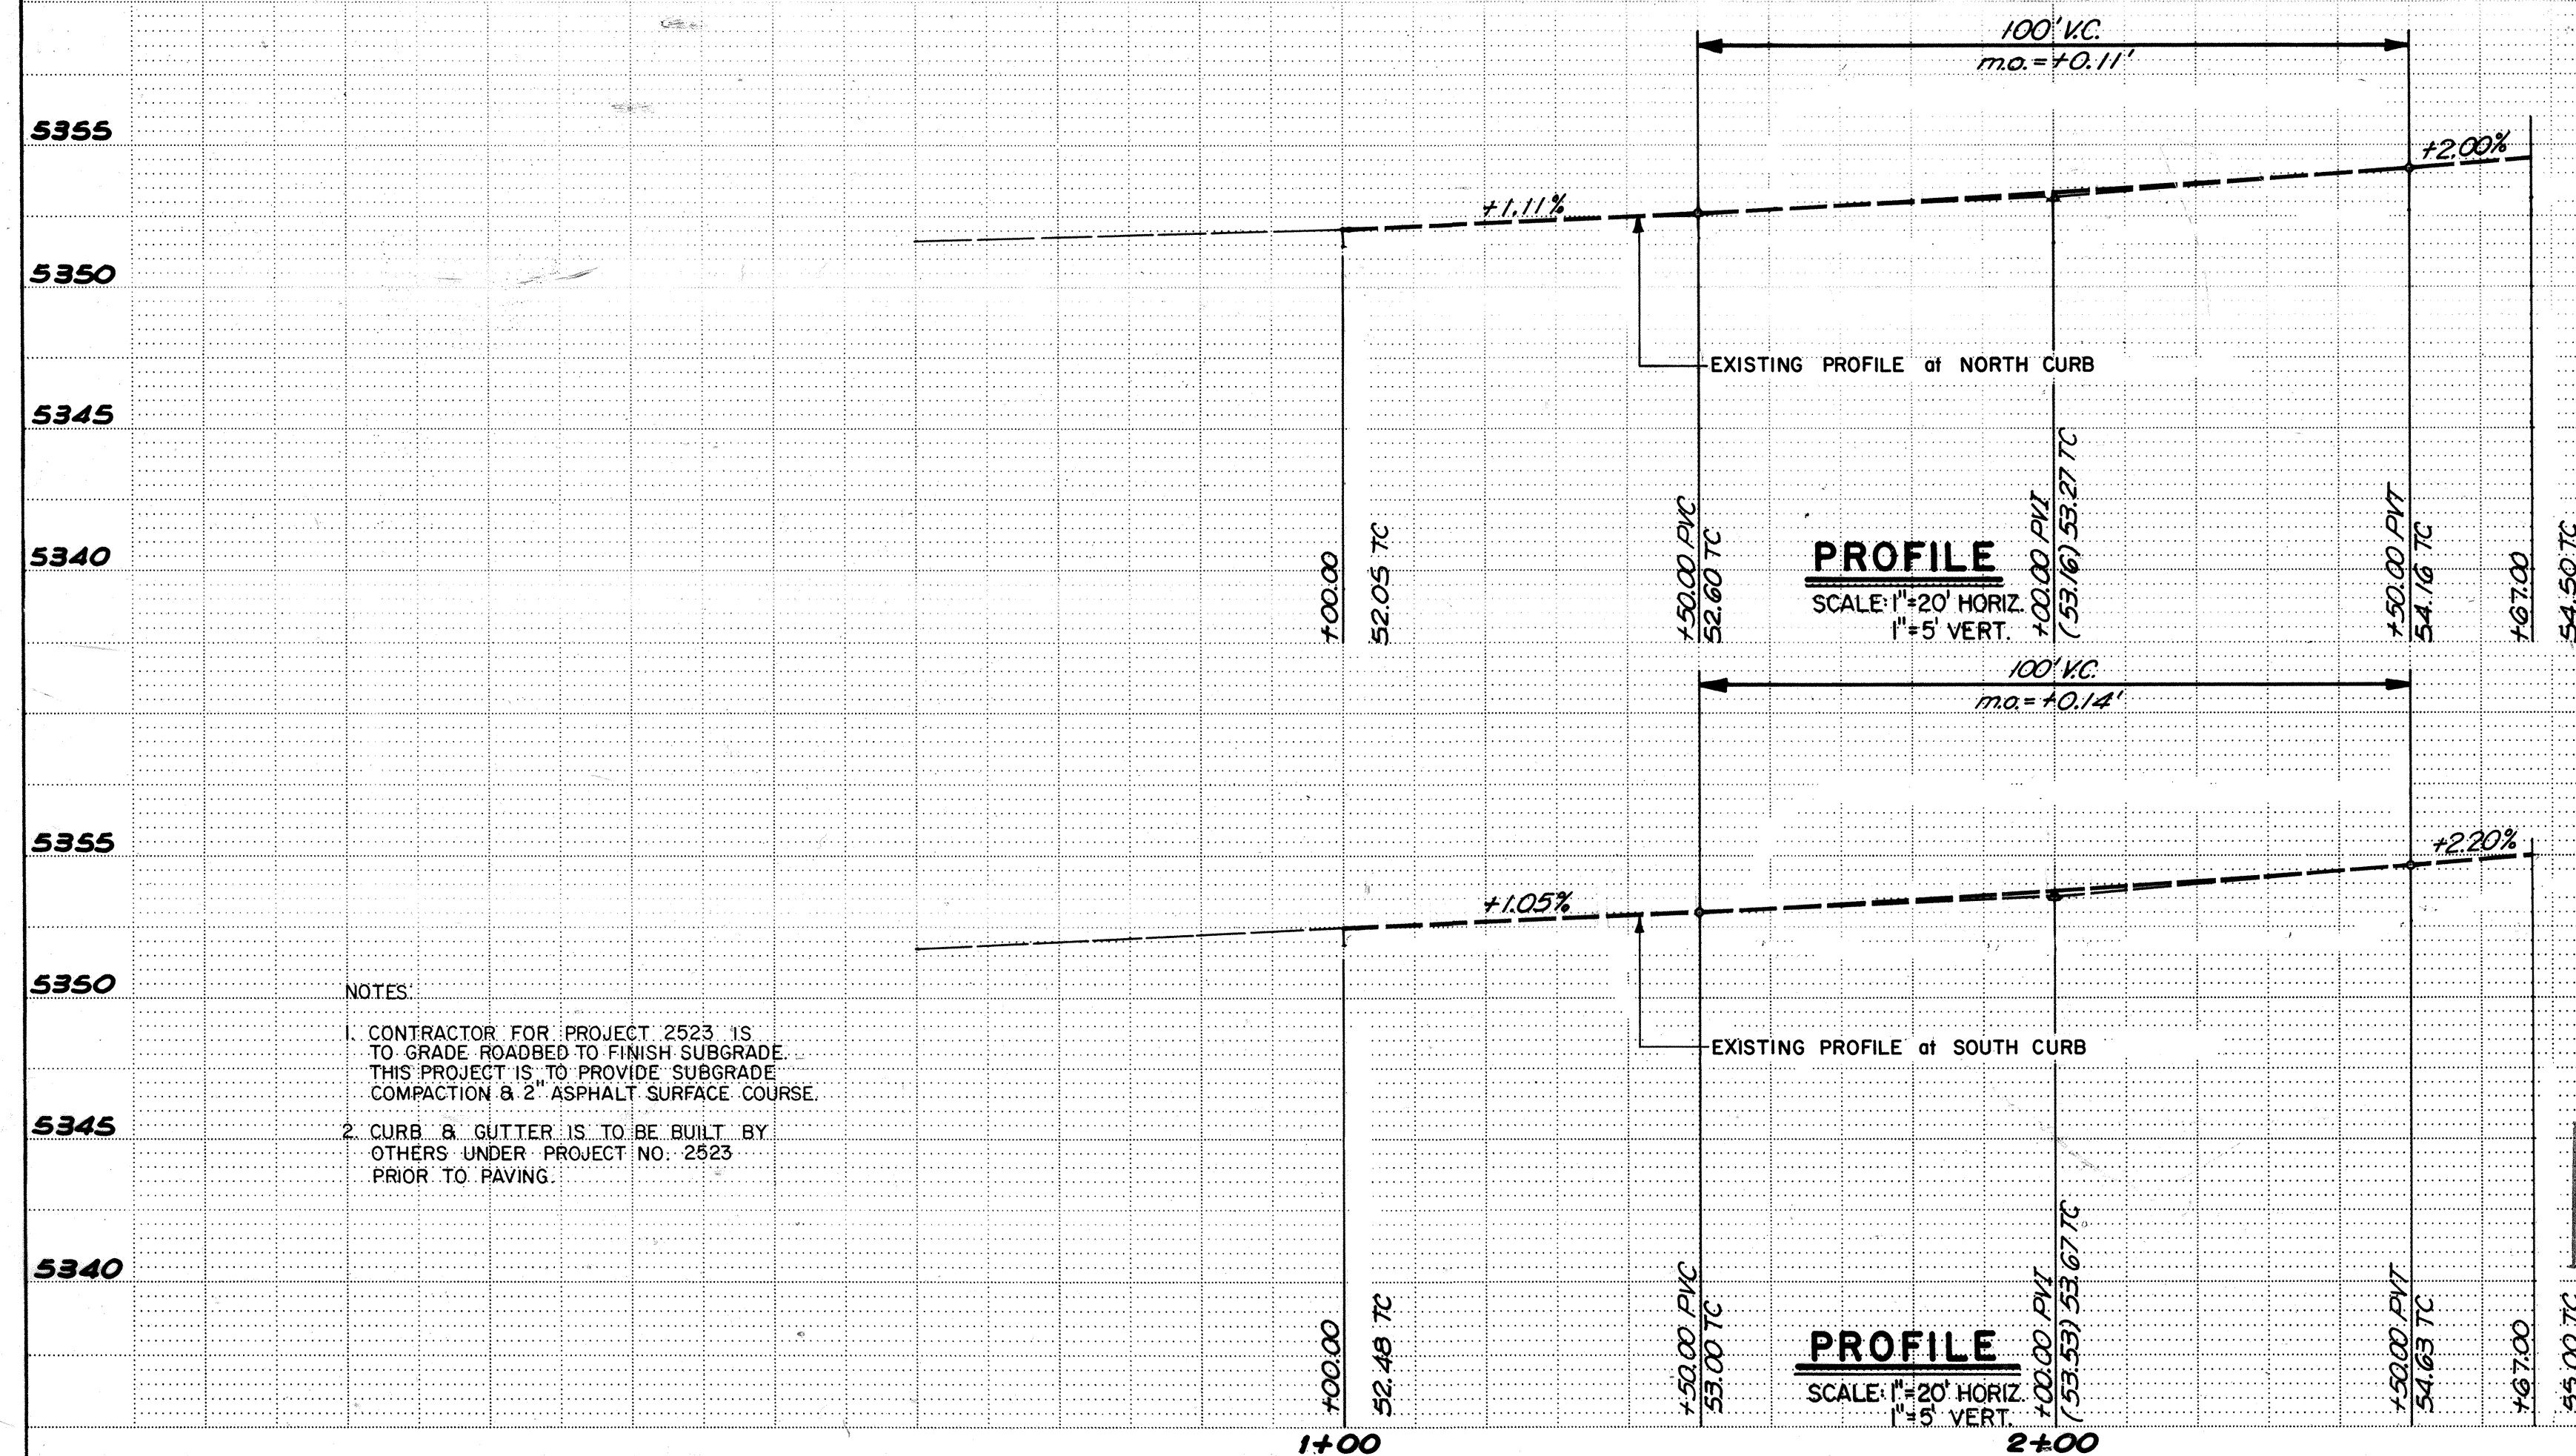 100' V.C.
m.o.=+0.11'
5355
+2.00%
+1.11%
5350
EXISTING PROFILE at NORTH CURB
5345
5340
+00.00
52.05 TC
+50.00 PVC
52.60 TC
PROFILE
SCALE: 1"=20' HORIZ.
1"=5' VERT.
+00.00 PVI
(53.16) 53.27 TC
+50.00 PVT
54.16 TC
+67.00
54.50 TC
100' V.C.
m.o.=+0.14'
5355
+2.20%
+1.05%
5350
NOTES:
1. CONTRACTOR FOR PROJECT 2523 IS
TO GRADE ROADBED TO FINISH SUBGRADE.
THIS PROJECT IS TO PROVIDE SUBGRADE
COMPACTION & 2" ASPHALT SURFACE COURSE.
EXISTING PROFILE at SOUTH CURB
5345
2. CURB & GUTTER IS TO BE BUILT BY
OTHERS UNDER PROJECT NO. 2523
PRIOR TO PAVING.
5340
+00.00
52.48 TC
+50.00 PVC
53.00 TC
PROFILE
SCALE: 1"=20' HORIZ.
1"=5' VERT.
+00.00 PVI
(53.53) 53.67 TC
+50.00 PVT
54.63 TC
+67.00
55.00 TC
1+00
2+00